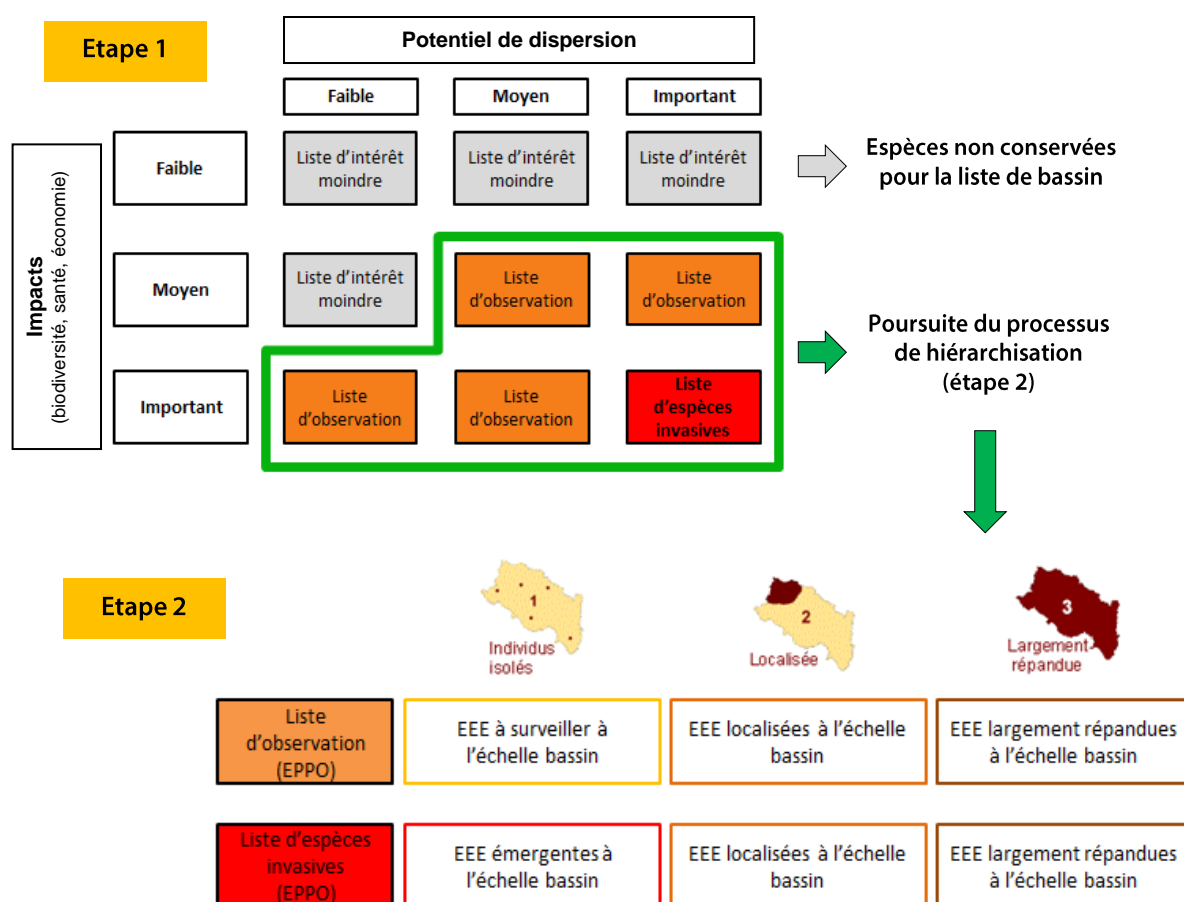 Etape 1
Potentiel de dispersion
Faible
Moyen
Important
Impacts
(biodiversité, santé, économie)
Faible
Liste d'intérêt
moindre
Liste d'intérêt
moindre
Liste d'intérêt
moindre
Espèces non conservées
pour la liste de bassin
Moyen
Liste d'intérêt
moindre
Liste
d'observation
Liste
d'observation
Poursuite du processus
de hiérarchisation
(étape 2)
Important
Liste
d'observation
Liste
d'observation
Liste
d'espèces
invasives
Etape 2
1
Individus
isolés
2
Localisée
3
Largement
répandue
Liste
d'observation
(EPPO)
EEE à surveiller à
l'échelle bassin
EEE localisées à l'échelle
bassin
EEE largement répandues
à l'échelle bassin
Liste d'espèces
invasives
(EPPO)
EEE émergentes à
l'échelle bassin
EEE localisées à l'échelle
bassin
EEE largement répandues
à l'échelle bassin